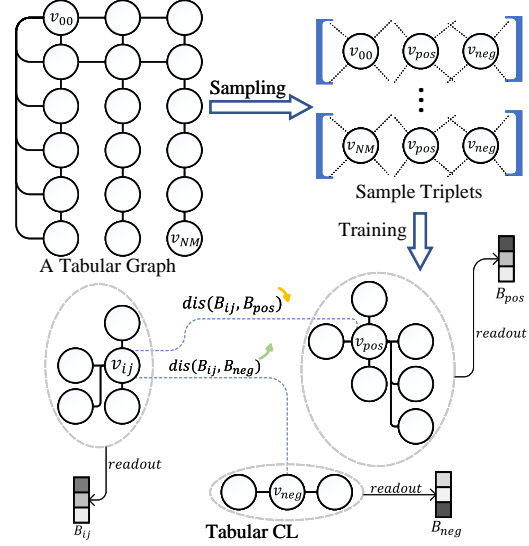 v00
Sampling
v00 vpos vneg
vNM vpos vneg
vNM
Sample Triplets
A Tabular Graph
Training
Bpos
dis(Bij, Bpos)
readout
vij
vpos
dis(Bij, Bneg)
readout
vneg
readout
Bij
Tabular CL
Bneg